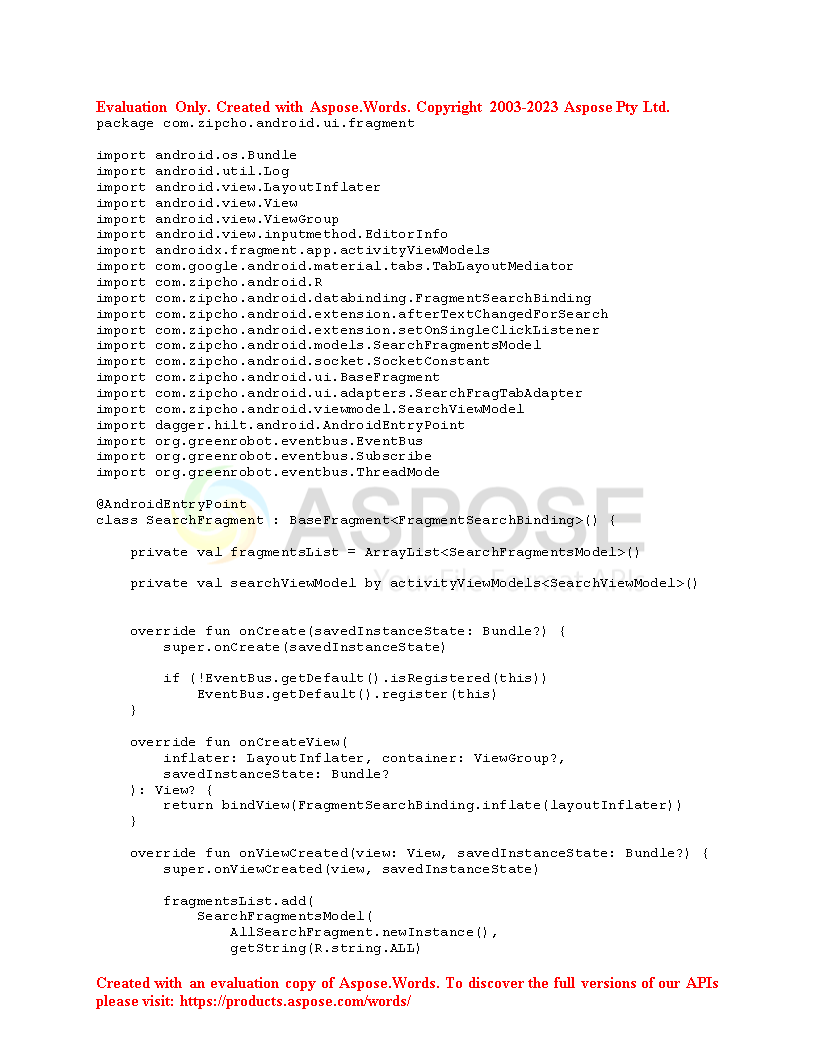 Evaluation Only. Created with Aspose.Words. Copyright 2003-2023 Aspose Pty Ltd.
package com.zipcho.android.ui.fragment

import android.os.Bundle
import android.util.Log
import android.view.LayoutInflater
import android.view.View
import android.view.ViewGroup
import android.view.inputmethod.EditorInfo
import androidx.fragment.app.activityViewModels
import com.google.android.material.tabs.TabLayoutMediator
import com.zipcho.android.R
import com.zipcho.android.databinding.FragmentSearchBinding
import com.zipcho.android.extension.afterTextChangedForSearch
import com.zipcho.android.extension.setOnSingleClickListener
import com.zipcho.android.models.SearchFragmentsModel
import com.zipcho.android.socket.SocketConstant
import com.zipcho.android.ui.BaseFragment
import com.zipcho.android.ui.adapters.SearchFragTabAdapter
import com.zipcho.android.viewmodel.SearchViewModel
import dagger.hilt.android.AndroidEntryPoint
import org.greenrobot.eventbus.EventBus
import org.greenrobot.eventbus.Subscribe
import org.greenrobot.eventbus.ThreadMode

@AndroidEntryPoint
class SearchFragment : BaseFragment<FragmentSearchBinding>() {
ASPOSE

    private val fragmentsList = ArrayList<SearchFragmentsModel>()

    private val searchViewModel by activityViewModels<SearchViewModel>()
Your File Format APIs

    override fun onCreate(savedInstanceState: Bundle?) {
        super.onCreate(savedInstanceState)

        if (!EventBus.getDefault().isRegistered(this))
            EventBus.getDefault().register(this)
    }

    override fun onCreateView(
        inflater: LayoutInflater, container: ViewGroup?,
        savedInstanceState: Bundle?
    ): View? {
        return bindView(FragmentSearchBinding.inflate(layoutInflater))
    }

    override fun onViewCreated(view: View, savedInstanceState: Bundle?) {
        super.onViewCreated(view, savedInstanceState)

        fragmentsList.add(
            SearchFragmentsModel(
                AllSearchFragment.newInstance(),
                getString(R.string.ALL)

Created with an evaluation copy of Aspose.Words. To discover the full versions of our APIs
please visit: https://products.aspose.com/words/